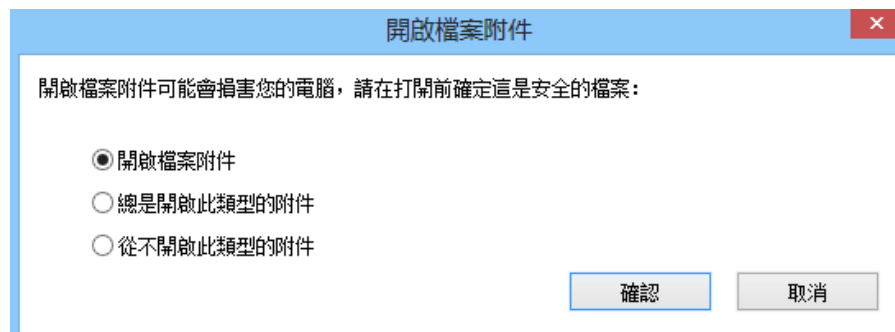 開啟檔案附件
開啟檔案附件可能會損害您的電腦，請在打開前確定這是安全的檔案：
開啟檔案附件
總是開啟此類型的附件
從不開啟此類型的附件
確認
取消